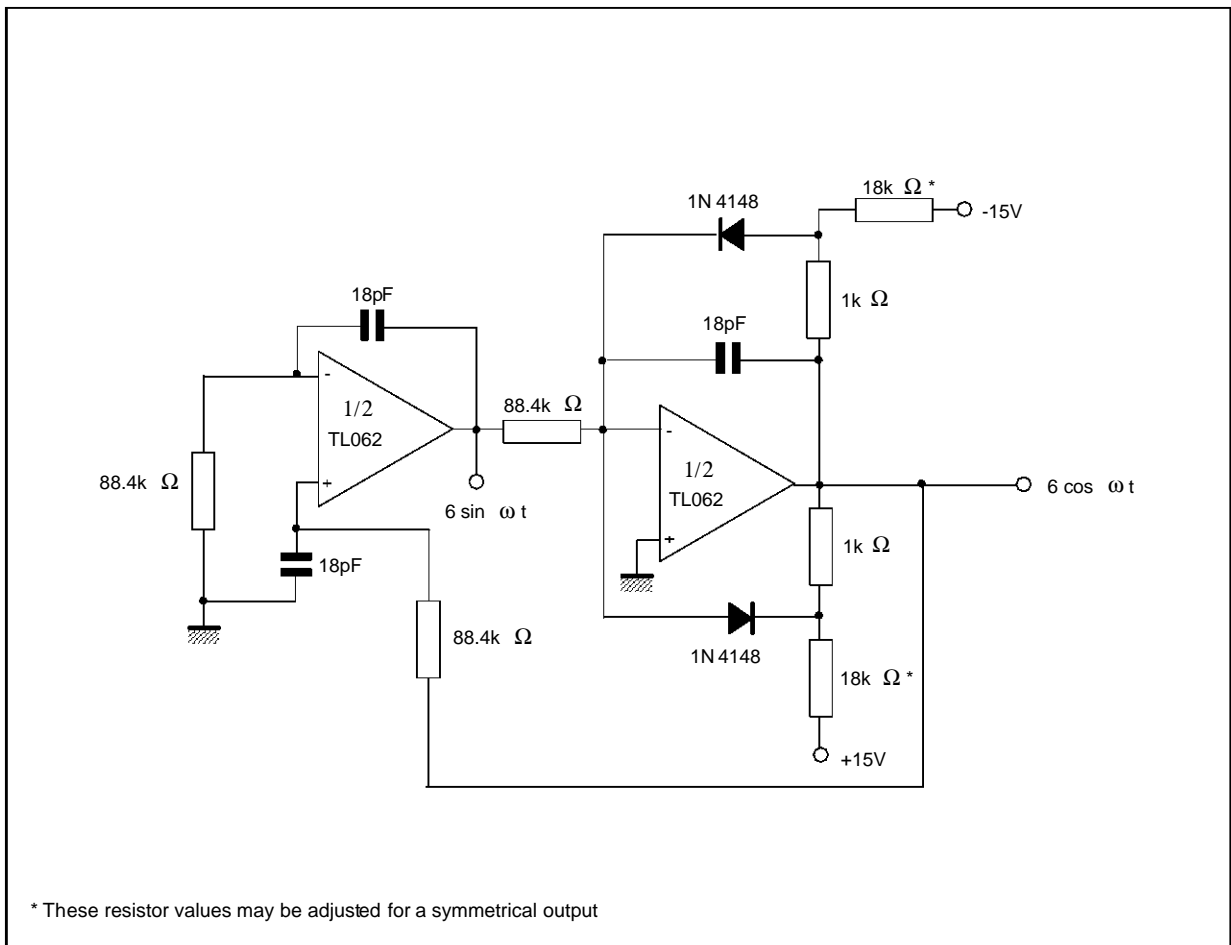 18k Ω *
1N 4148
-15V
1k Ω
18pF
18pF
-
88.4k Ω
1/2
TL062
-
88.4k Ω
1/2
TL062
+
6 sin ω t
6 cos ω t
+
18pF
1k Ω
88.4k Ω
1N 4148
18k Ω *
+15V
* These resistor values may be adjusted for a symmetrical output